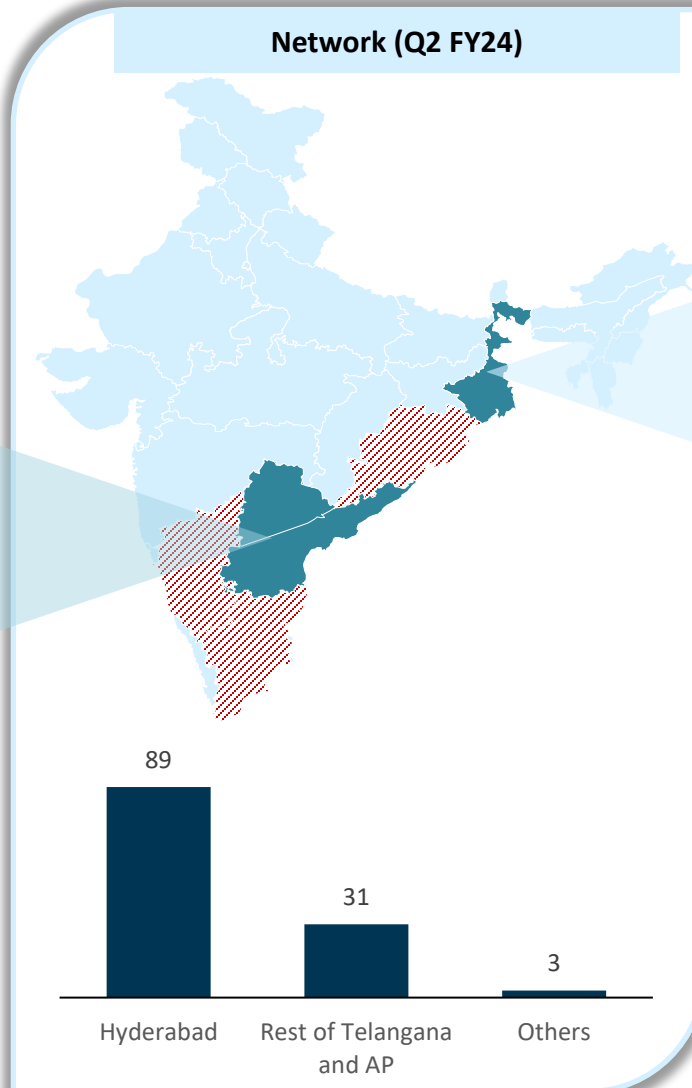 Network (Q2 FY24)
89
31
3
Hyderabad
Rest of Telangana
and AP
Others